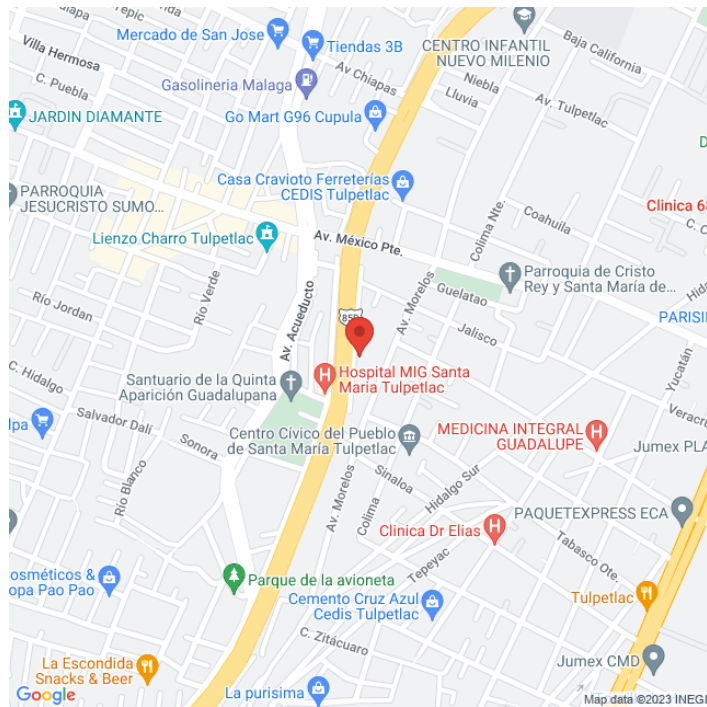 Tepic
Mercado de San Jose
Tiendas 3B
CENTRO INFANTIL
NUEVO MILENIO
Baja California
Villa Hermosa
C. Puebla
Av Chiapas
Niebla
Lluvia
Av. Tulpetlac
Gasolineria Malaga
JARDIN DIAMANTE
Go Mart G96 Cupula
PARROQUIA
JESUCRISTO SUMO...
Casa Cravioto Ferreterías
CEDIS Tulpetlac
Clinica 68
Coahuila
Colima Nte.
Lienzo Charro Tulpetlac
Av. México Pte.
Parroquia de Cristo
Rey y Santa María de...
Río Verde
Río Jordan
Av. Acueducto
85D
Av. Morelos
Guelatao
Jalisco
PARISI
Yucatán
Hospital MIG Santa
Maria Tulpetlac
Santuario de la Quinta
Aparición Guadalupana
C. Hidalgo
Salvador Dalí
Sonora
Río Blanco
Centro Cívico del Pueblo
de Santa María Tulpetlac
MEDICINA INTEGRAL
GUADALUPE
Veracru
Jumex PLA
Av. Morelos
Colima
Sinaloa
Hidalgo Sur
PAQUETEXPRESS ECA
Clinica Dr Elias
Tabasco Ote.
Tepeyac
Parque de la avioneta
osméticos &
opa Pao Pao
Cemento Cruz Azul
Cedis Tulpetlac
Tulpetlac
C. Zitácuaro
La Escondida
Snacks & Beer
La purisima
Jumex CMD
Google
Map data ©2023 INEGI